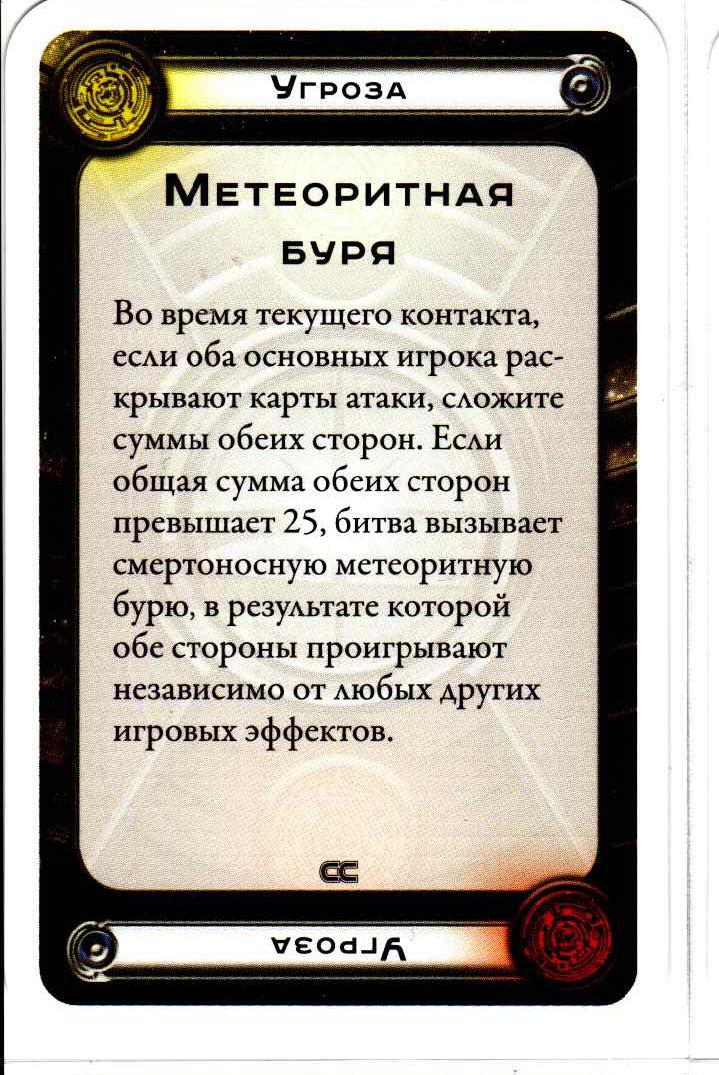 Угроза
Метеоритная
буря
Во время текущего контакта,
если оба основных игрока рас-
крывают карты атаки, сложите
суммы обеих сторон. Если
общая сумма обеих сторон
превышает 25, битва вызывает
смертоносную метеоритную
бурю, в результате которой
обе стороны проигрывают
независимо от любых других
игровых эффектов.
CC
Угроза